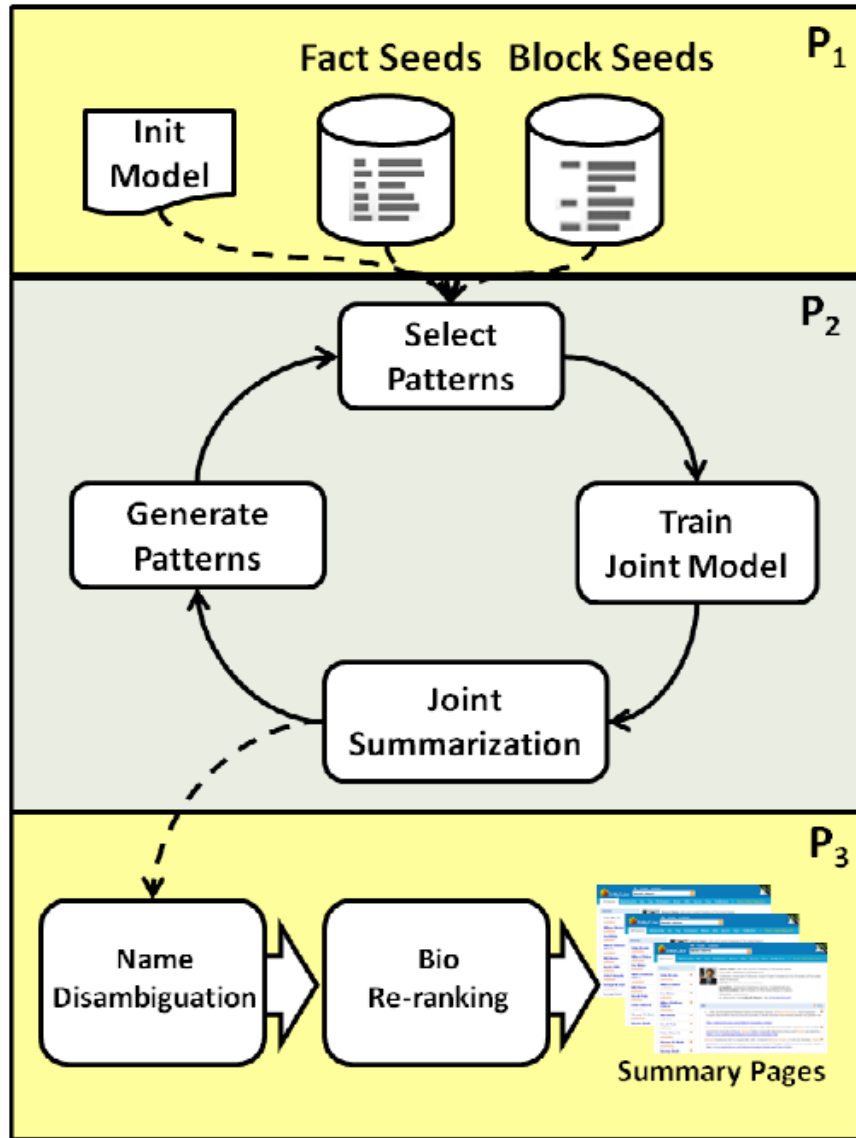 P1
Fact Seeds
Block Seeds
Init
Model
P2
Select
Patterns
Generate
Patterns
Train
Joint Model
Joint
Summarization
P3
Name
Disambiguation
Bio
Re-ranking
Summary Pages